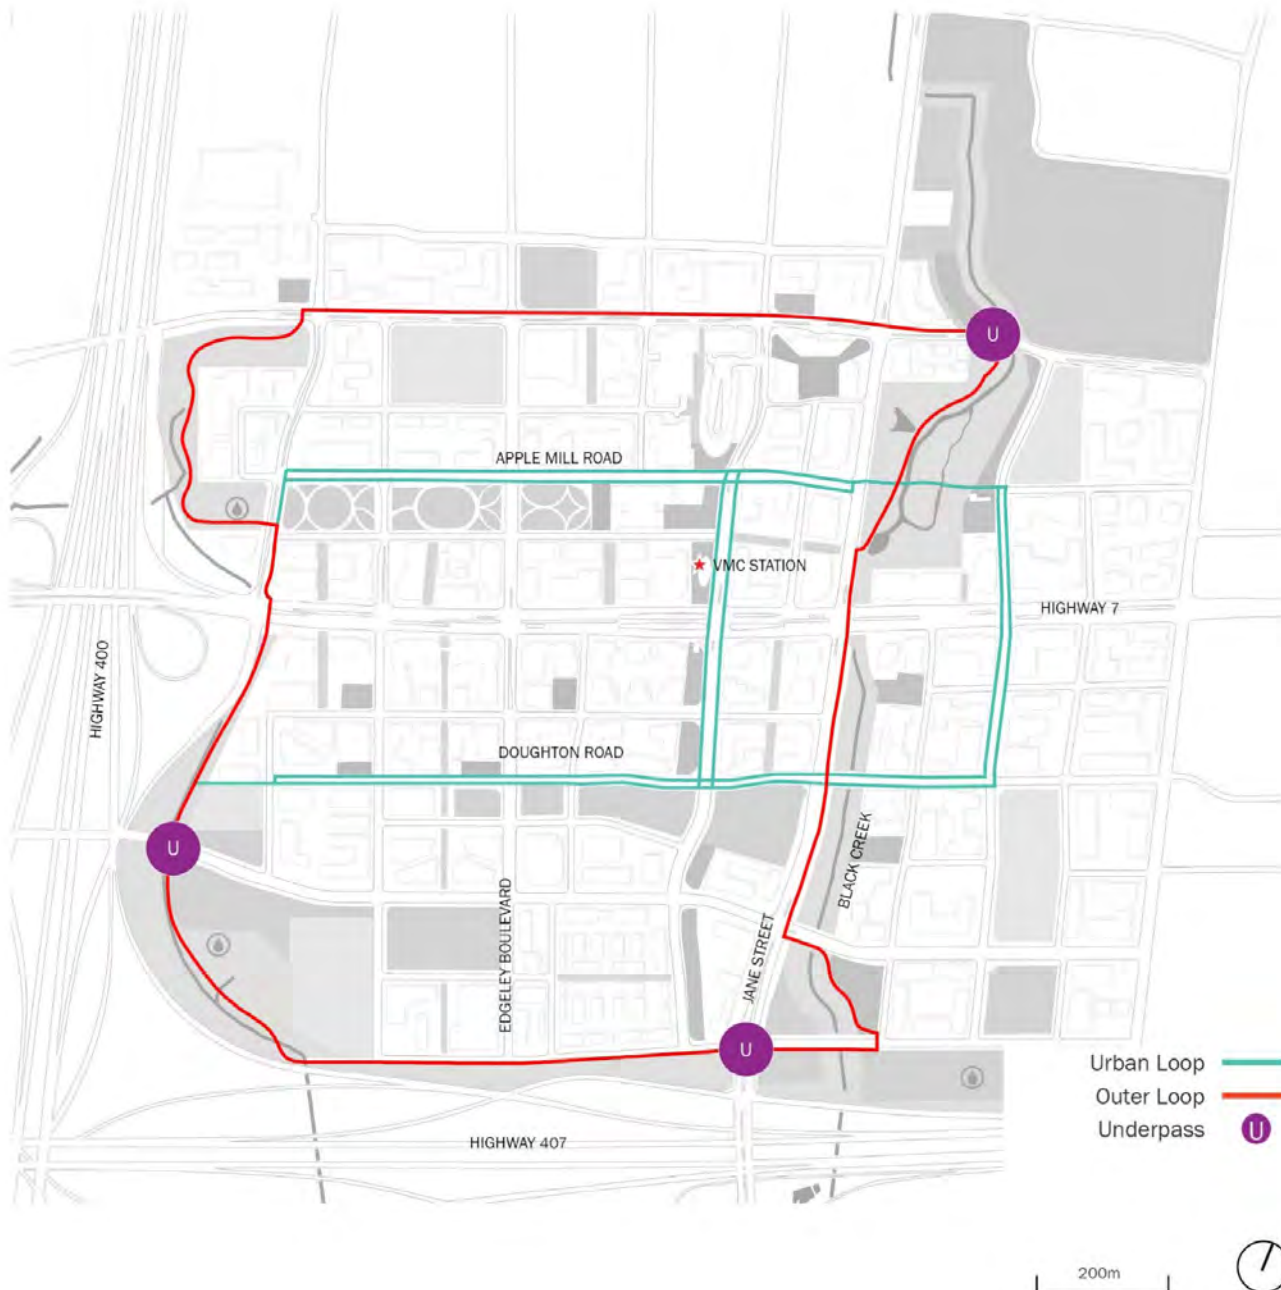 U
APPLE MILL ROAD
VMC STATION
HIGHWAY 7
HIGHWAY 400
DOUGHTON ROAD
U
BLACK CREEK
EDGELEY BOULEVARD
JANE STREET
U
Urban Loop
Outer Loop
Underpass U
HIGHWAY 407
200m